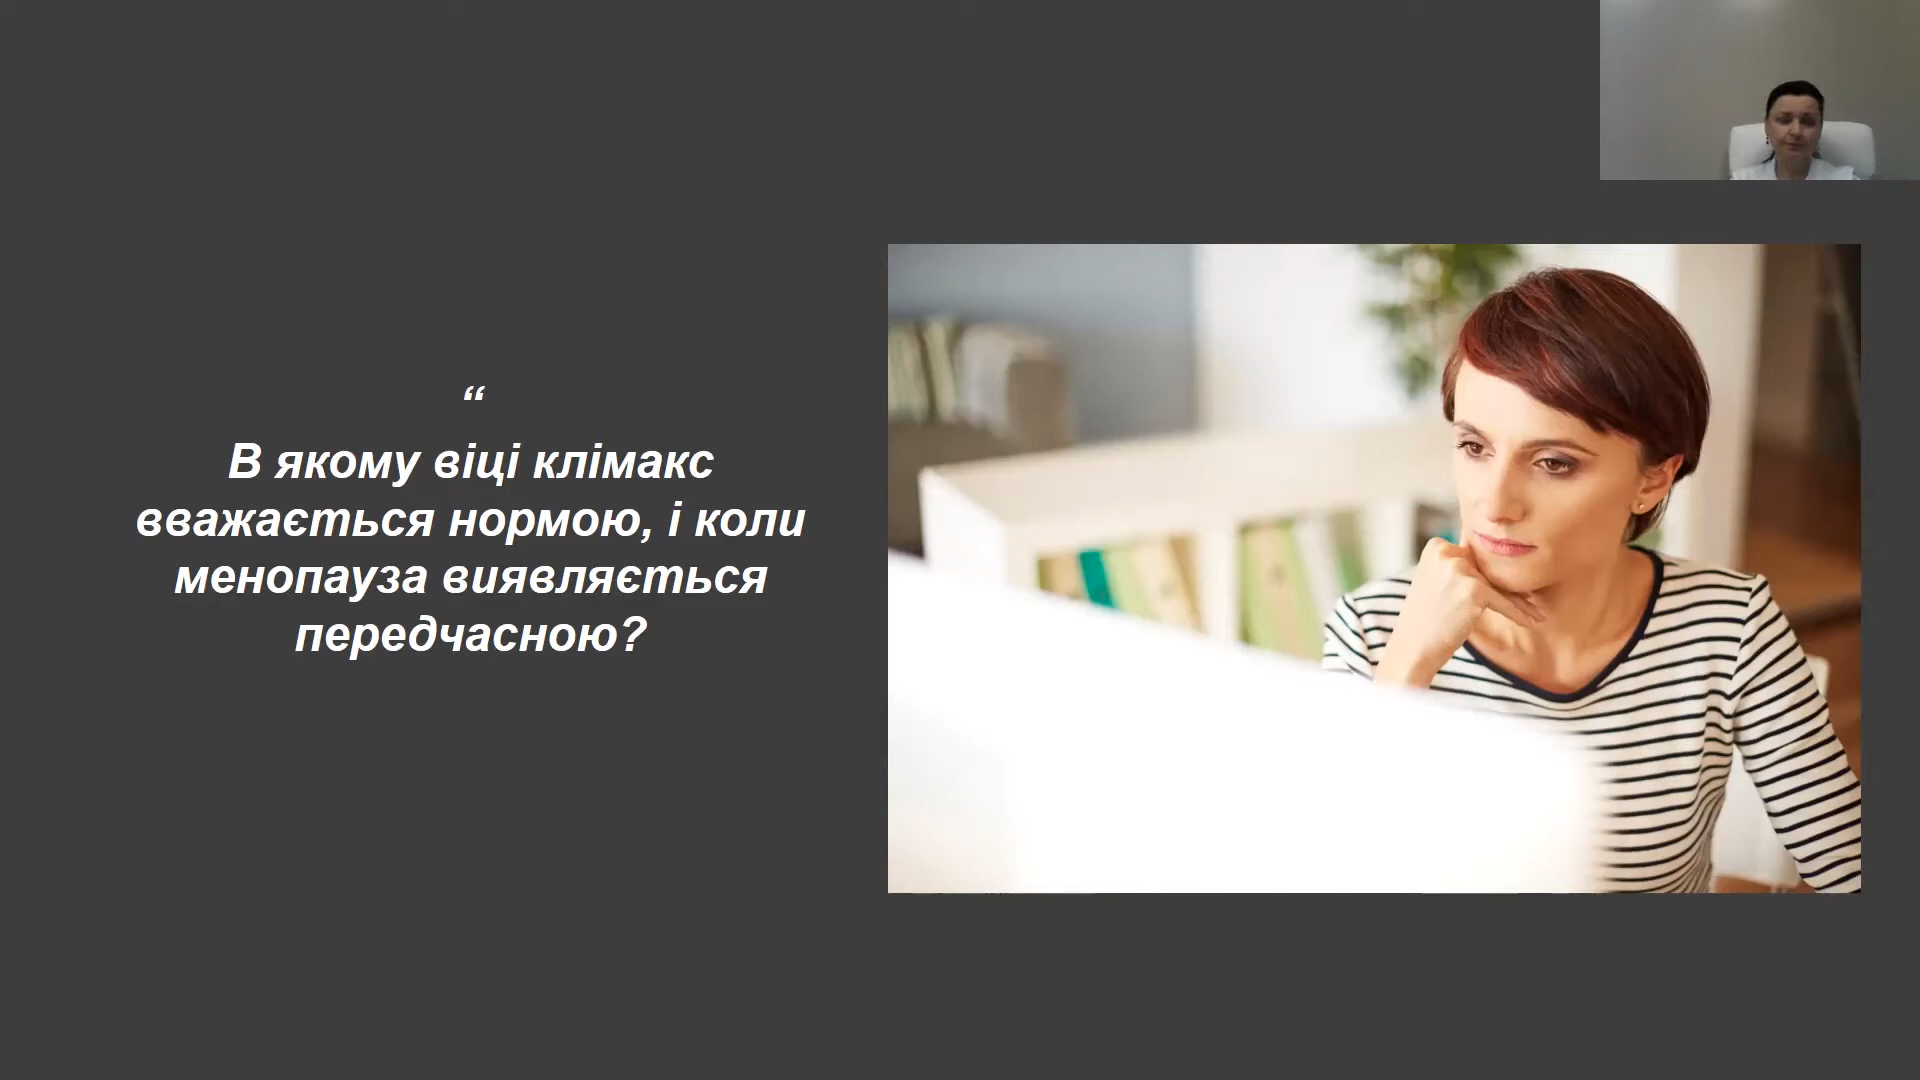 “
В якому віці клімакс
вважається нормою, і коли
менопауза виявляється
передчасною?